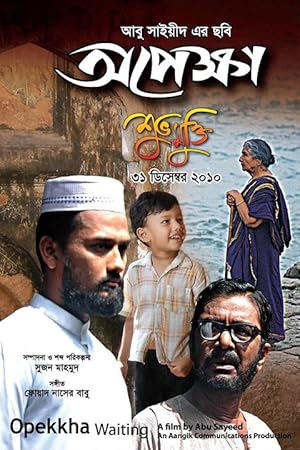 আবু সাইয়ীদ এর ছবি
অপেক্ষা
শুভ মুক্তি
৩১ ডিসেম্বর ২০১০
সম্পাদনা ও শব্দ পরিকল্পনা
সুজন মাহমুদ
সঙ্গীত
ফোয়াদ নাসের বাবু
Opekkha Waiting
A film by Abu Sayeed
An Aangik Communications Production